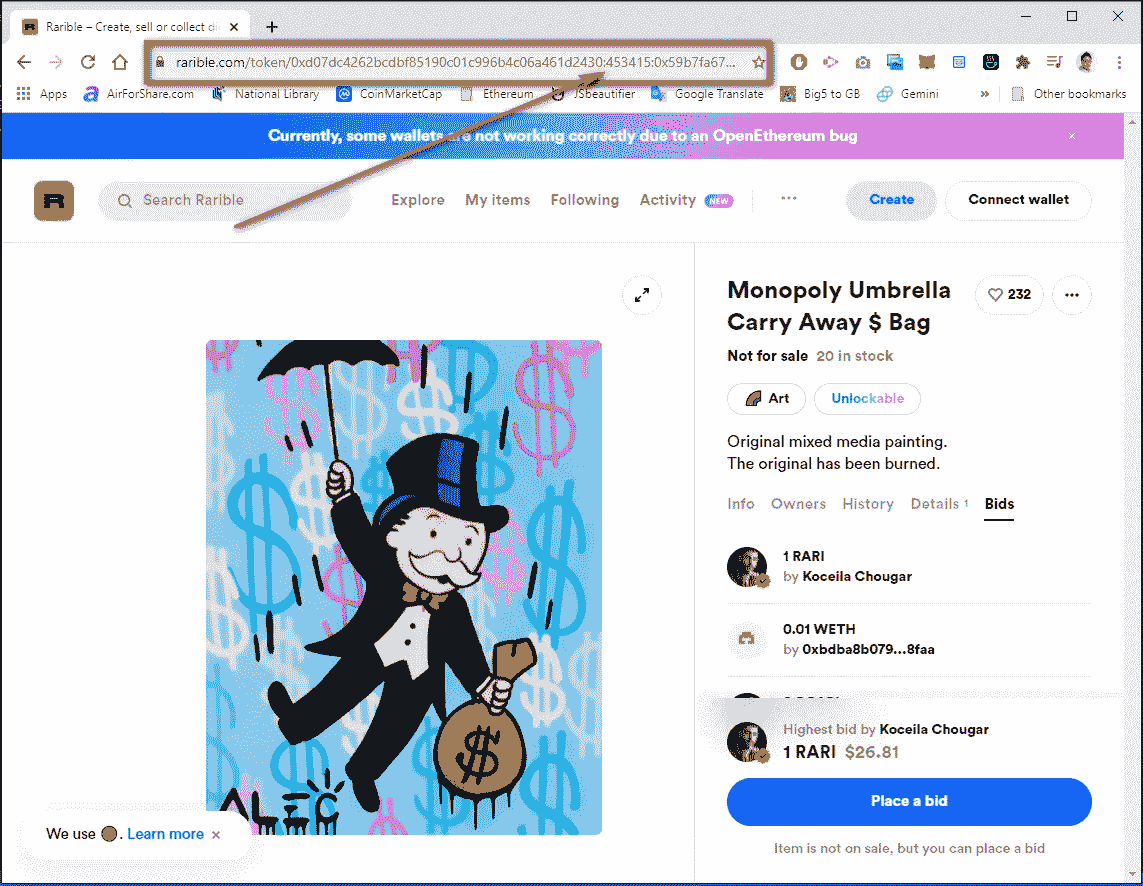 Rarible – Create, sell or collect di
rarible.com/token/0xd07dc4262bcdbf85190c01c996b4c06a461d2430:453415:0x59b7fa67...
Apps AirForShare.com National Library CoinMarketCap Ethereum JSbeautifier Google Translate Big5 to GB Gemini » Other bookmarks
Currently, some wallets are not working correctly due to an OpenEthereum bug
Search Rarible Explore My items Following Activity NEW ... Create Connect wallet
Monopoly Umbrella
Carry Away $ Bag
232
Not for sale 20 in stock
Art Unlockable
Original mixed media painting.
The original has been burned.
Info Owners History Details 1 Bids
1 RARI
by Koceila Chougar
0.01 WETH
by 0xbdba8b079...8faa
Highest bid by Koceila Chougar
1 RARI $26.81
Place a bid
Item is not on sale, but you can place a bid
ALEC
We use . Learn more